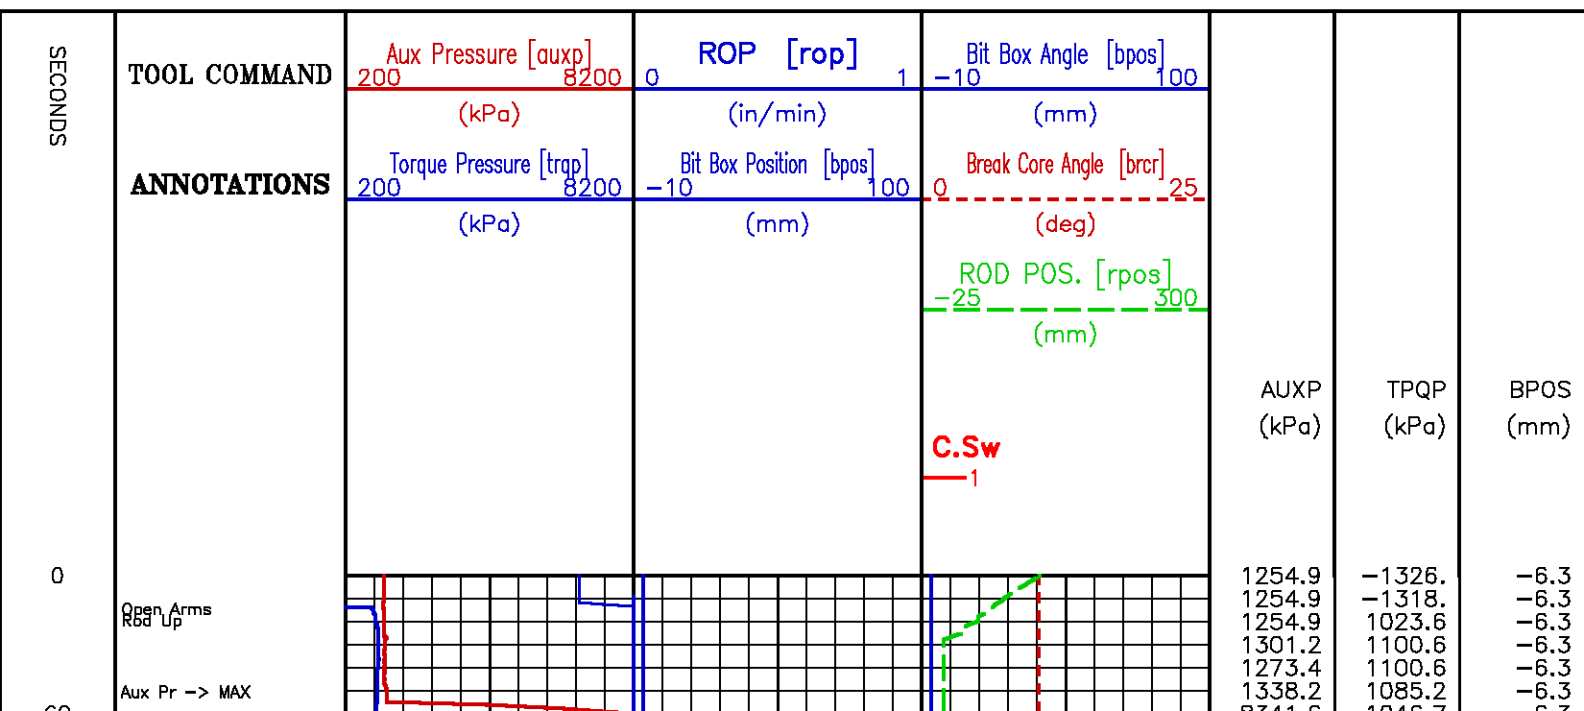 SECONDS
TOOL COMMAND
ANNOTATIONS
Aux Pressure [auxp]
200 8200
(kPa)
Torque Pressure [trqp]
200 8200
(kPa)
ROP [rop]
0 1
(in/min)
Bit Box Position [bpos]
-10 100
(mm)
Bit Box Angle [bpos]
-10 100
(mm)
Break Core Angle [brcr]
0 25
(deg)
ROD POS. [rpos]
-25 300
(mm)
C.Sw
1
AUXP TPQP BPOS
(kPa) (kPa) (mm)
0 1254.9 -1326. -6.3
1254.9 -1318. -6.3
Open Arms
Rod Up 1254.9 1023.6 -6.3
1301.2 1100.6 -6.3
1273.4 1100.6 -6.3
Aux Pr -> MAX 1338.2 1085.2 -6.3